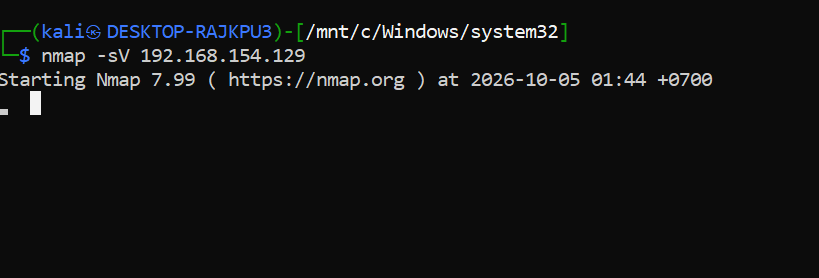 ┌──(kali㉿DESKTOP-RAJKPU3)-[/mnt/c/Windows/system32]
└─$ nmap -sV 192.168.154.129
Starting Nmap 7.99 ( https://nmap.org ) at 2026-10-05 01:44 +0700